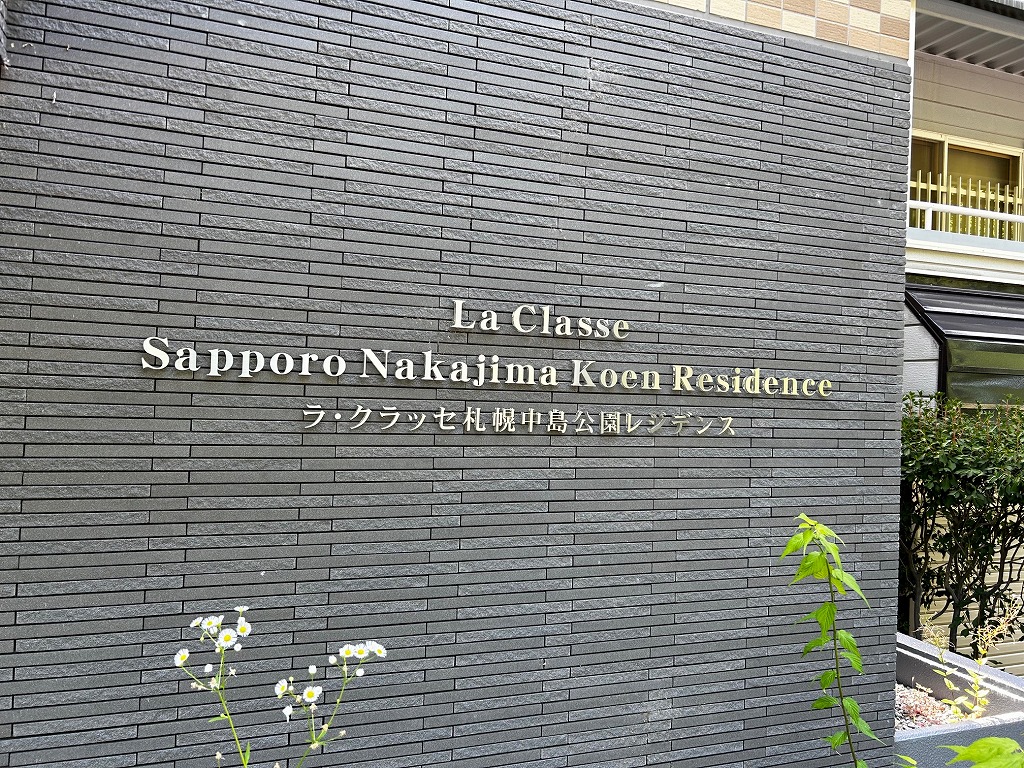 La Classe
Sapporo Nakajima Koen Residence
ラ・クラッセ札幌中島公園レジデンス